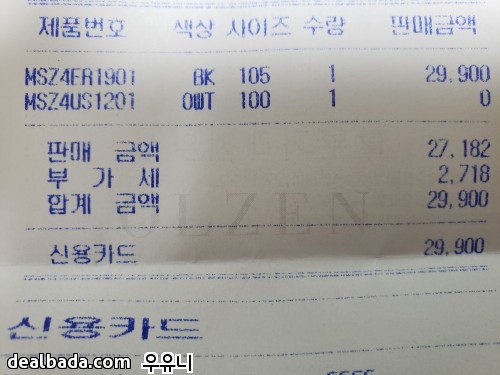 제품번호 색상 사이즈 수량 판매금액
MSZ4ER1901 BK 105 1 29,900
MSZ4US1201 OWT 100 1 0
판매 금액 27,182
부 가 세 2,718
합계 금액 29,900
OLZEN
신용카드 29,900
신용카드
dealbada.com 우유니